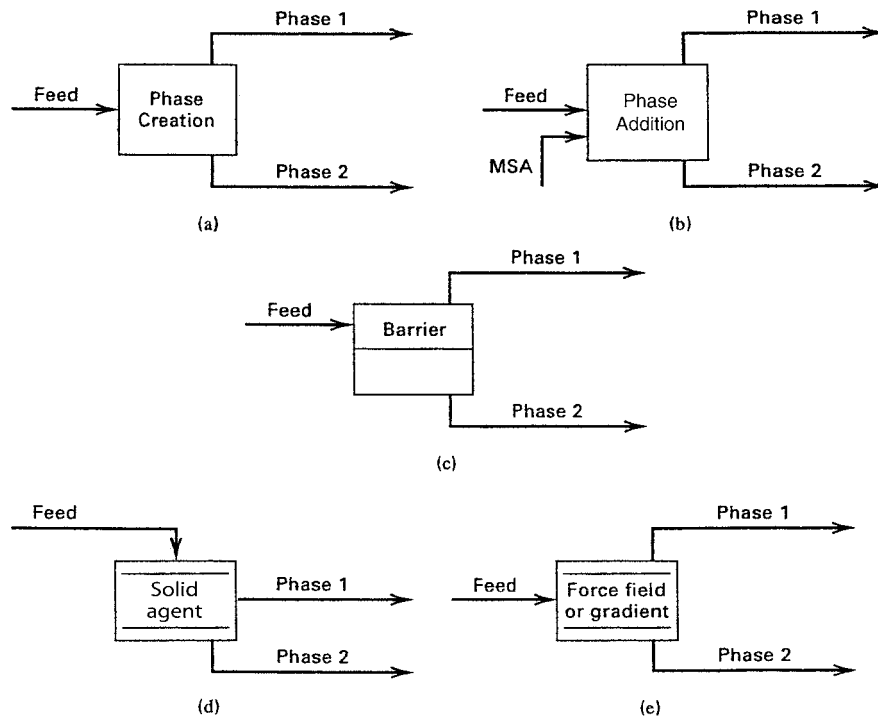 Phase 1
Feed
Phase
Creation
Phase 2
(a)
Phase 1
Feed
Phase
Addition
MSA
Phase 2
(b)
Phase 1
Feed
Barrier
Phase 2
(c)
Feed
Solid
agent
Phase 1
Phase 2
(d)
Phase 1
Feed
Force field
or gradient
Phase 2
(e)